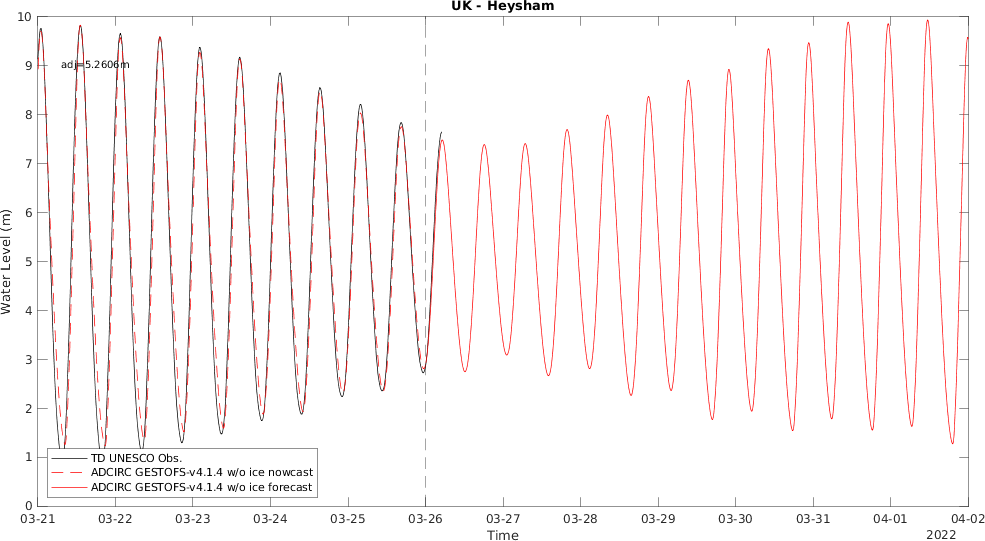 UK - Heysham
10
9
8
7
6
5
4
3
2
1
0
Water Level (m)
adj=5.2606m
TD UNESCO Obs.
ADCIRC GESTOFS-v4.1.4 w/o ice nowcast
ADCIRC GESTOFS-v4.1.4 w/o ice forecast
03-21 03-22 03-23 03-24 03-25 03-26 03-27 03-28 03-29 03-30 03-31 04-01 04-02
Time
2022